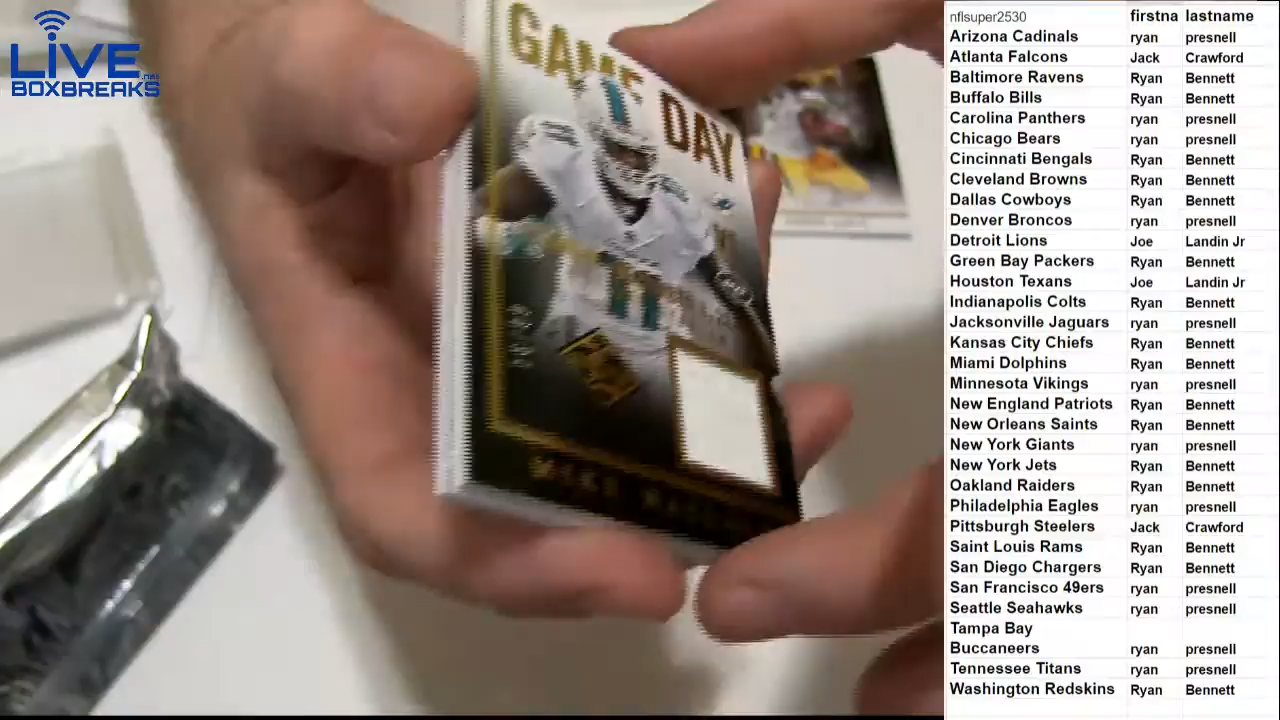 LIVE
.net
BOXBREAKS
GAME
DAY
nflsuper2530 firstna lastname
Arizona Cadinals ryan presnell
Atlanta Falcons Jack Crawford
Baltimore Ravens Ryan Bennett
Buffalo Bills Ryan Bennett
Carolina Panthers ryan presnell
Chicago Bears ryan presnell
Cincinnati Bengals Ryan Bennett
Cleveland Browns Ryan Bennett
Dallas Cowboys Ryan Bennett
Denver Broncos ryan presnell
Detroit Lions Joe Landin Jr
Green Bay Packers Ryan Bennett
Houston Texans Joe Landin Jr
Indianapolis Colts Ryan Bennett
Jacksonville Jaguars ryan presnell
Kansas City Chiefs Ryan Bennett
Miami Dolphins Ryan Bennett
Minnesota Vikings ryan presnell
New England Patriots Ryan Bennett
New Orleans Saints Ryan Bennett
New York Giants ryan presnell
New York Jets Ryan Bennett
Oakland Raiders Ryan Bennett
Philadelphia Eagles ryan presnell
Pittsburgh Steelers Jack Crawford
Saint Louis Rams Ryan Bennett
San Diego Chargers Ryan Bennett
San Francisco 49ers ryan presnell
Seattle Seahawks ryan presnell
Tampa Bay
Buccaneers ryan presnell
Tennessee Titans ryan presnell
Washington Redskins Ryan Bennett